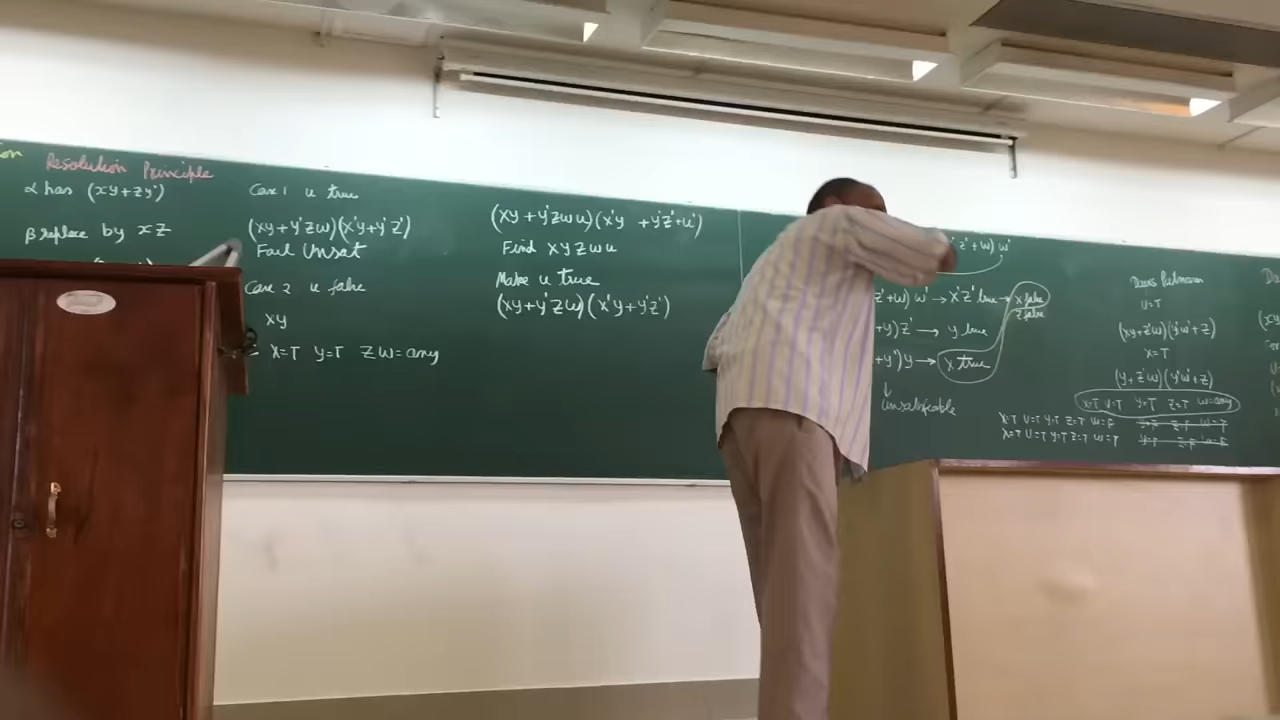 Resolution Principle
α has (xy+zy')
β replace by xz
Case 1 u true
(xy+y'zw)(x'y+y'z')
Fail Unsat
Case 2 u false
xy
x=T y=T zw=any
(xy+y'zwu)(x'y +y'z'+u')
Find xyzwu
Make u true
(xy+y'zw)(x'y+y'z')
z'+w) w'
z'+w) w' → x'z' true → x false
z false
+y)z' → y true
+y')y → x true
↓
Unsatisfiable
U=T
(xy+z'w)(y'w'+z)
x=T
(y+z'w)(y'w'+z)
x=T U=T y=T z=T w=any
x=T U=T y=T z=T w=F
x=T U=T y=T z=T w=T